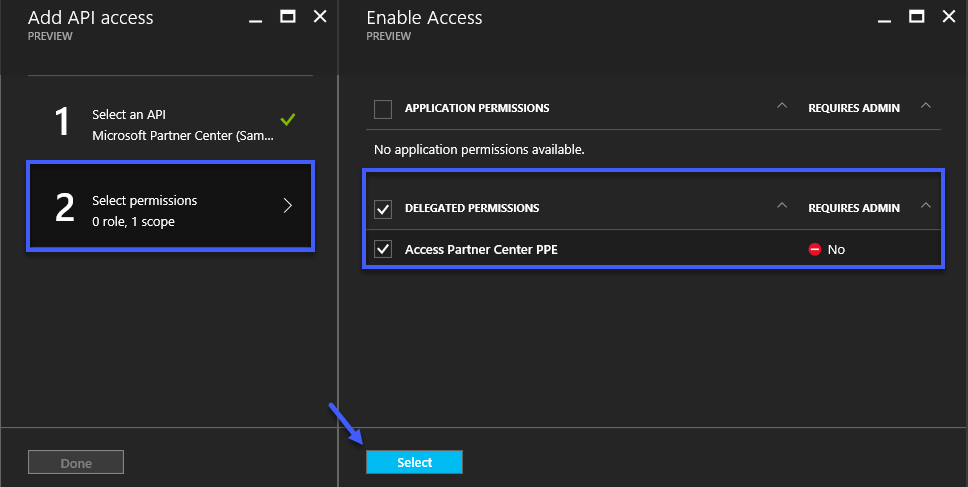 Add API access
PREVIEW
1
Select an API
Microsoft Partner Center (Sam...
2
Select permissions
0 role, 1 scope
Done
Enable Access
PREVIEW
APPLICATION PERMISSIONS
REQUIRES ADMIN
No application permissions available.
DELEGATED PERMISSIONS
REQUIRES ADMIN
Access Partner Center PPE
No
Select